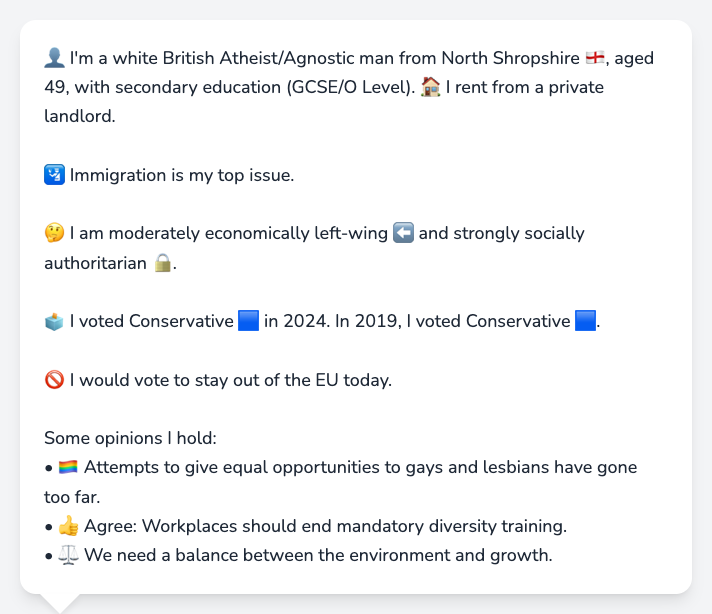 👤 I'm a white British Atheist/Agnostic man from North Shropshire 🏴󠁧󠁢󠁥󠁮󠁧󠁿, aged
49, with secondary education (GCSE/O Level). 🏠 I rent from a private
landlord.
🛂 Immigration is my top issue.
🤔 I am moderately economically left-wing ⬅️ and strongly socially
authoritarian 🔒.
🗳️ I voted Conservative 🟦 in 2024. In 2019, I voted Conservative 🟦.
🚫 I would vote to stay out of the EU today.
Some opinions I hold:
• 🏳️‍🌈 Attempts to give equal opportunities to gays and lesbians have gone
too far.
• 👍 Agree: Workplaces should end mandatory diversity training.
• ⚖️ We need a balance between the environment and growth.